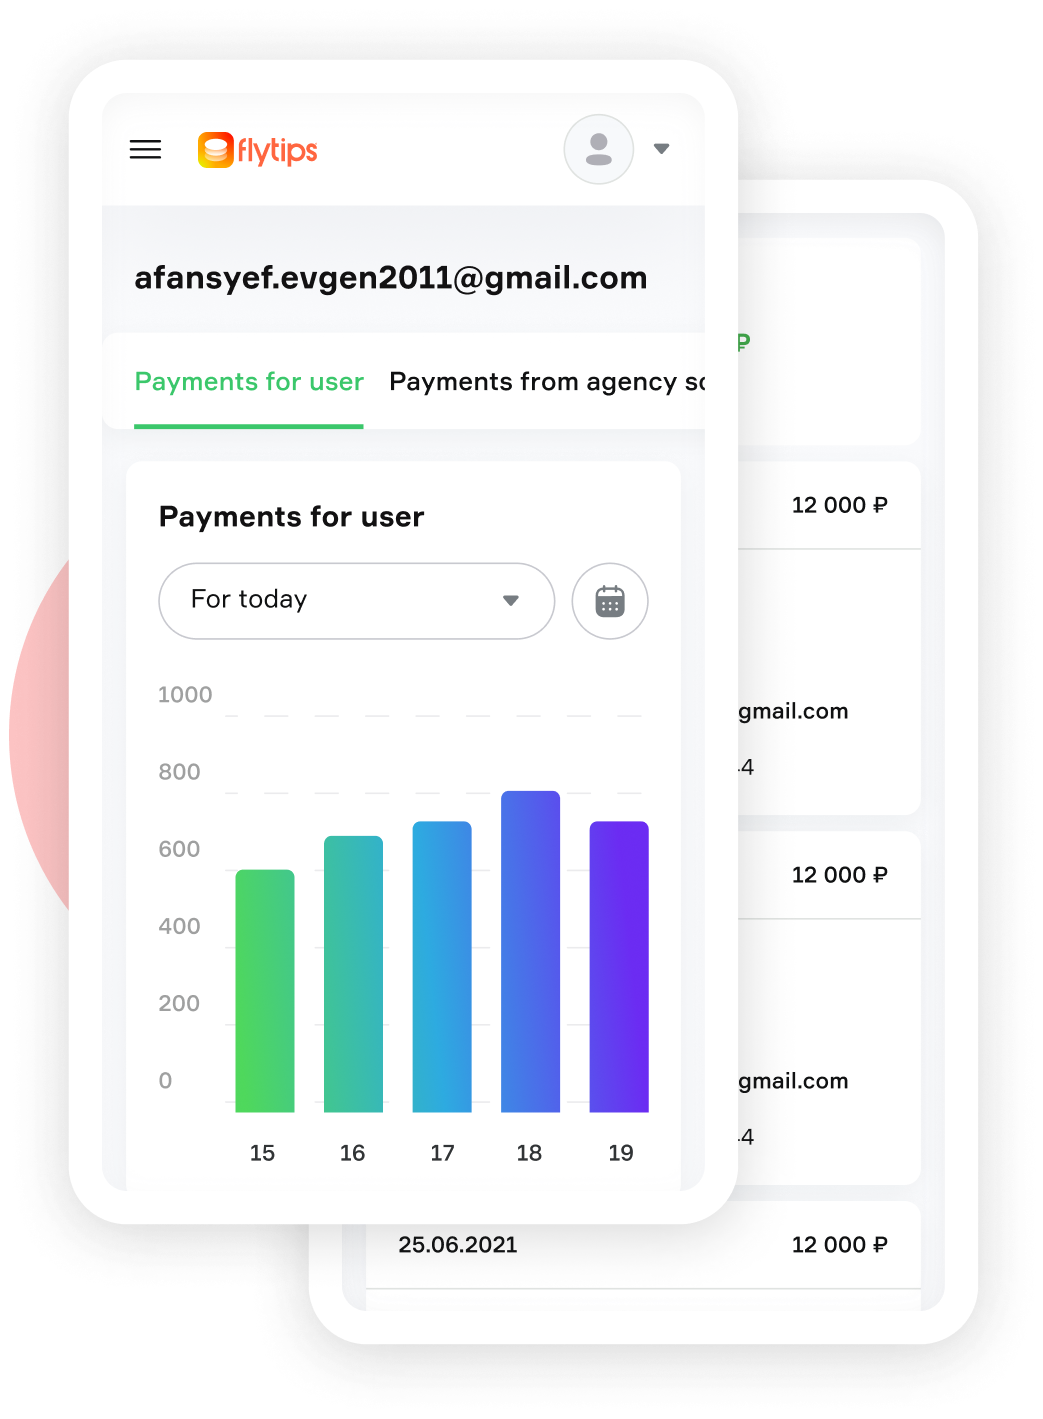 flytips
afansyef.evgen2011@gmail.com
Payments for user
Payments from agency
Payments for user
For today
1000
800
600
400
200
0
15 16 17 18 19
₽
12 000 ₽
gmail.com
4
12 000 ₽
gmail.com
4
25.06.2021 12 000 ₽